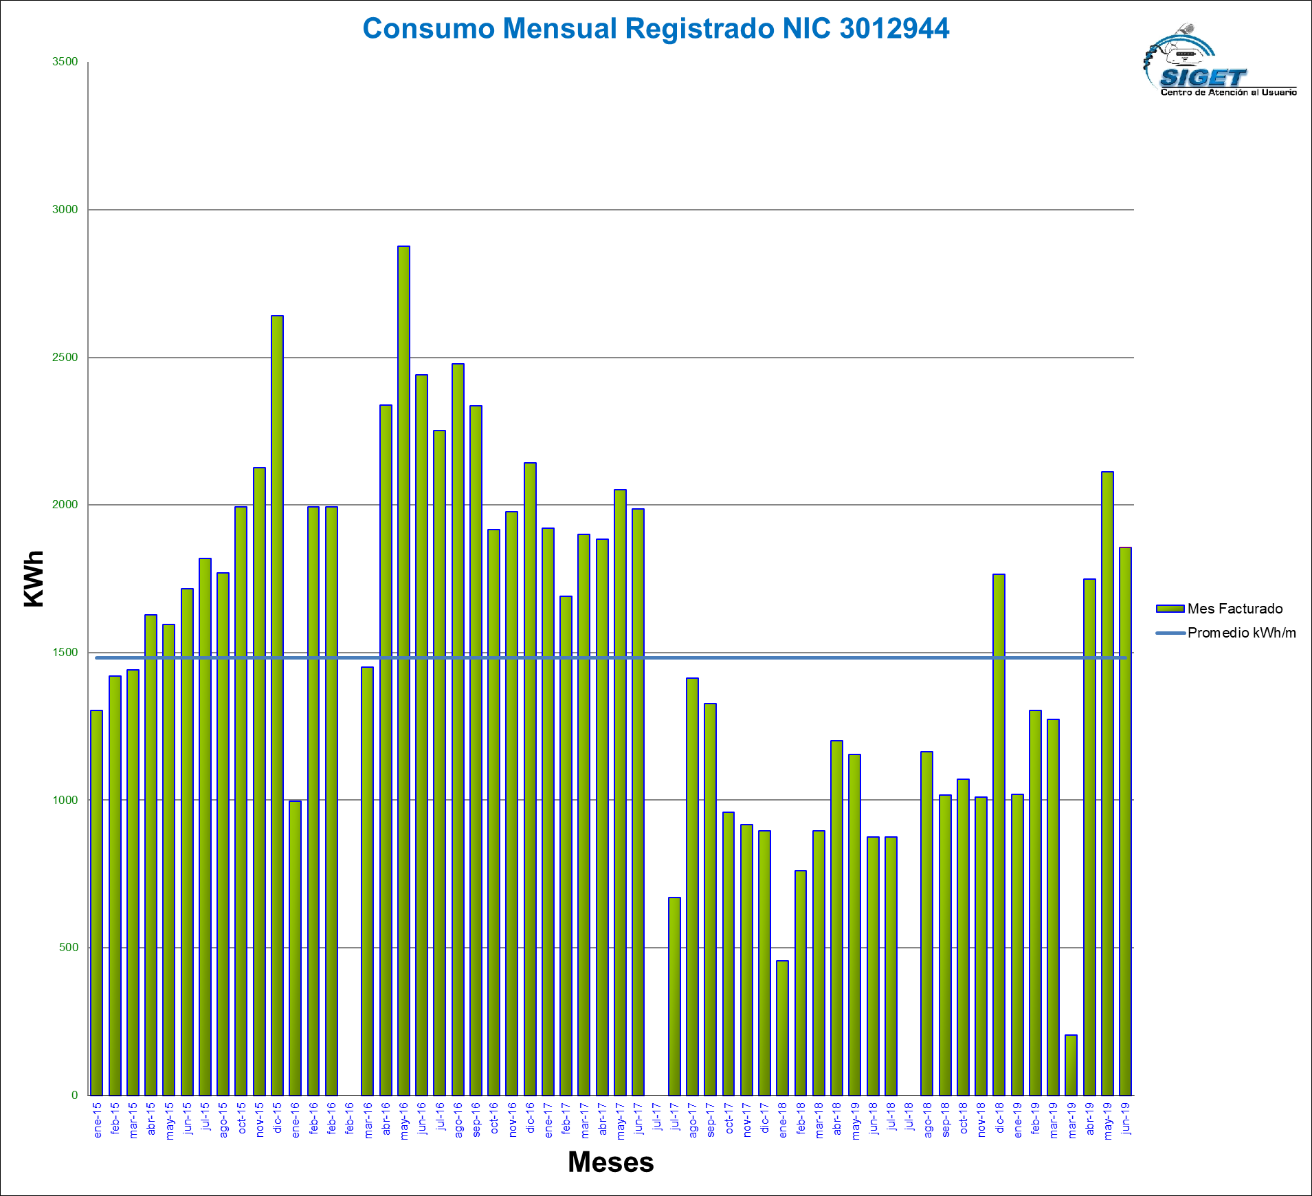 Consumo Mensual Registrado NIC 3012944
SIGET
Centro de Atención al Usuario
3500
3000
2500
2000
1500
1000
500
0
KWh
Mes Facturado
Promedio kWh/m
ene-15
feb-15
mar-15
abr-15
may-15
jun-15
jul-15
ago-15
oct-15
nov-15
dic-15
ene-16
feb-16
feb-16
feb-16
mar-16
abr-16
may-16
jun-16
jul-16
ago-16
sep-16
oct-16
nov-16
dic-16
ene-17
feb-17
mar-17
abr-17
may-17
jun-17
jul-17
jul-17
ago-17
sep-17
oct-17
nov-17
dic-17
ene-18
feb-18
mar-18
abr-18
may-19
jun-18
jul-18
jul-18
ago-18
sep-18
oct-18
nov-18
dic-18
ene-19
feb-19
mar-19
mar-19
abr-19
may-19
jun-19
Meses